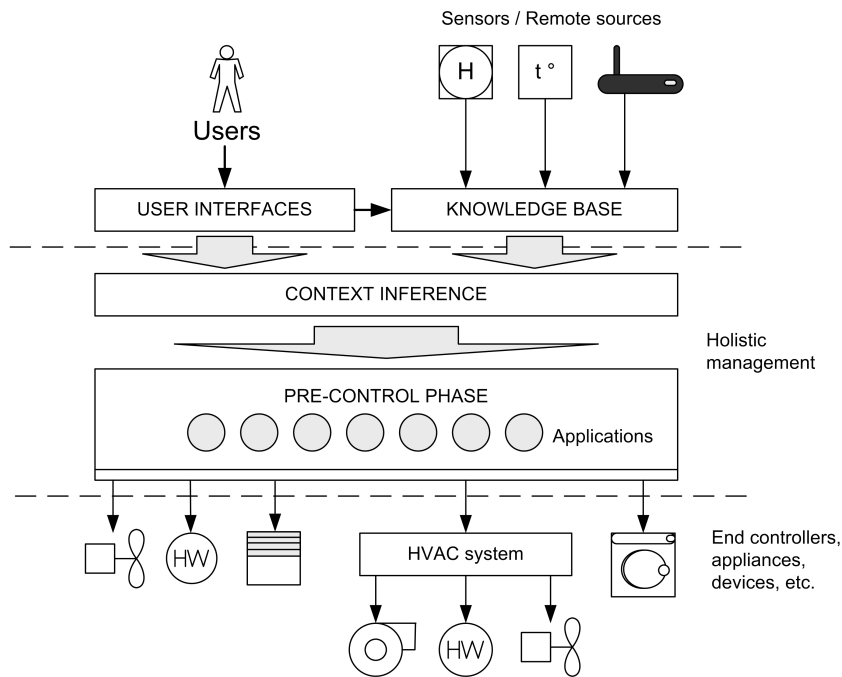 Sensors / Remote sources
H
t °
Users
USER INTERFACES
KNOWLEDGE BASE
CONTEXT INFERENCE
Holistic
management
PRE-CONTROL PHASE
Applications
HW
HVAC system
End controllers,
appliances,
devices, etc.
HW